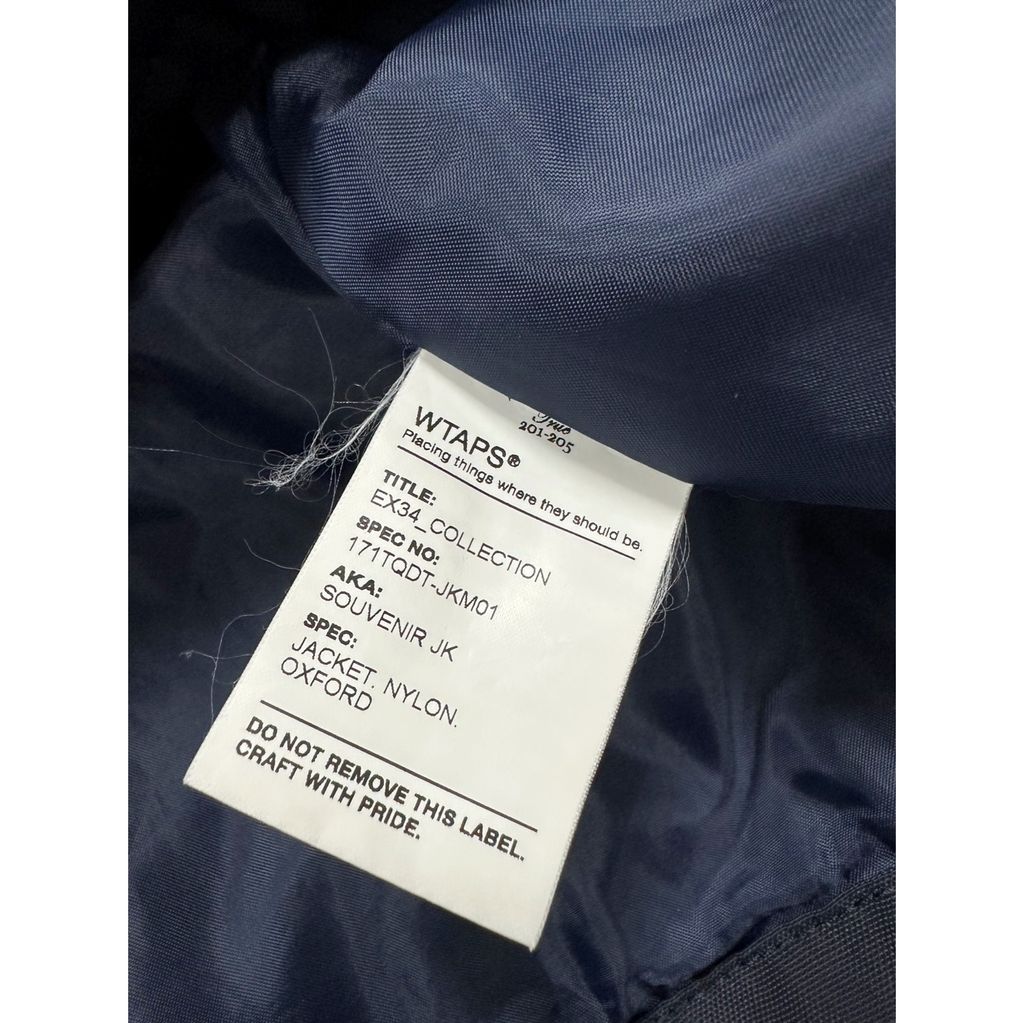 True
201-205
WTAPS®
Placing things where they should be.
TITLE:
EX34_COLLECTION
SPEC NO:
171TQDT-JKM01
AKA:
SOUVENIR JK
SPEC:
JACKET. NYLON.
OXFORD
DO NOT REMOVE THIS LABEL.
CRAFT WITH PRIDE.